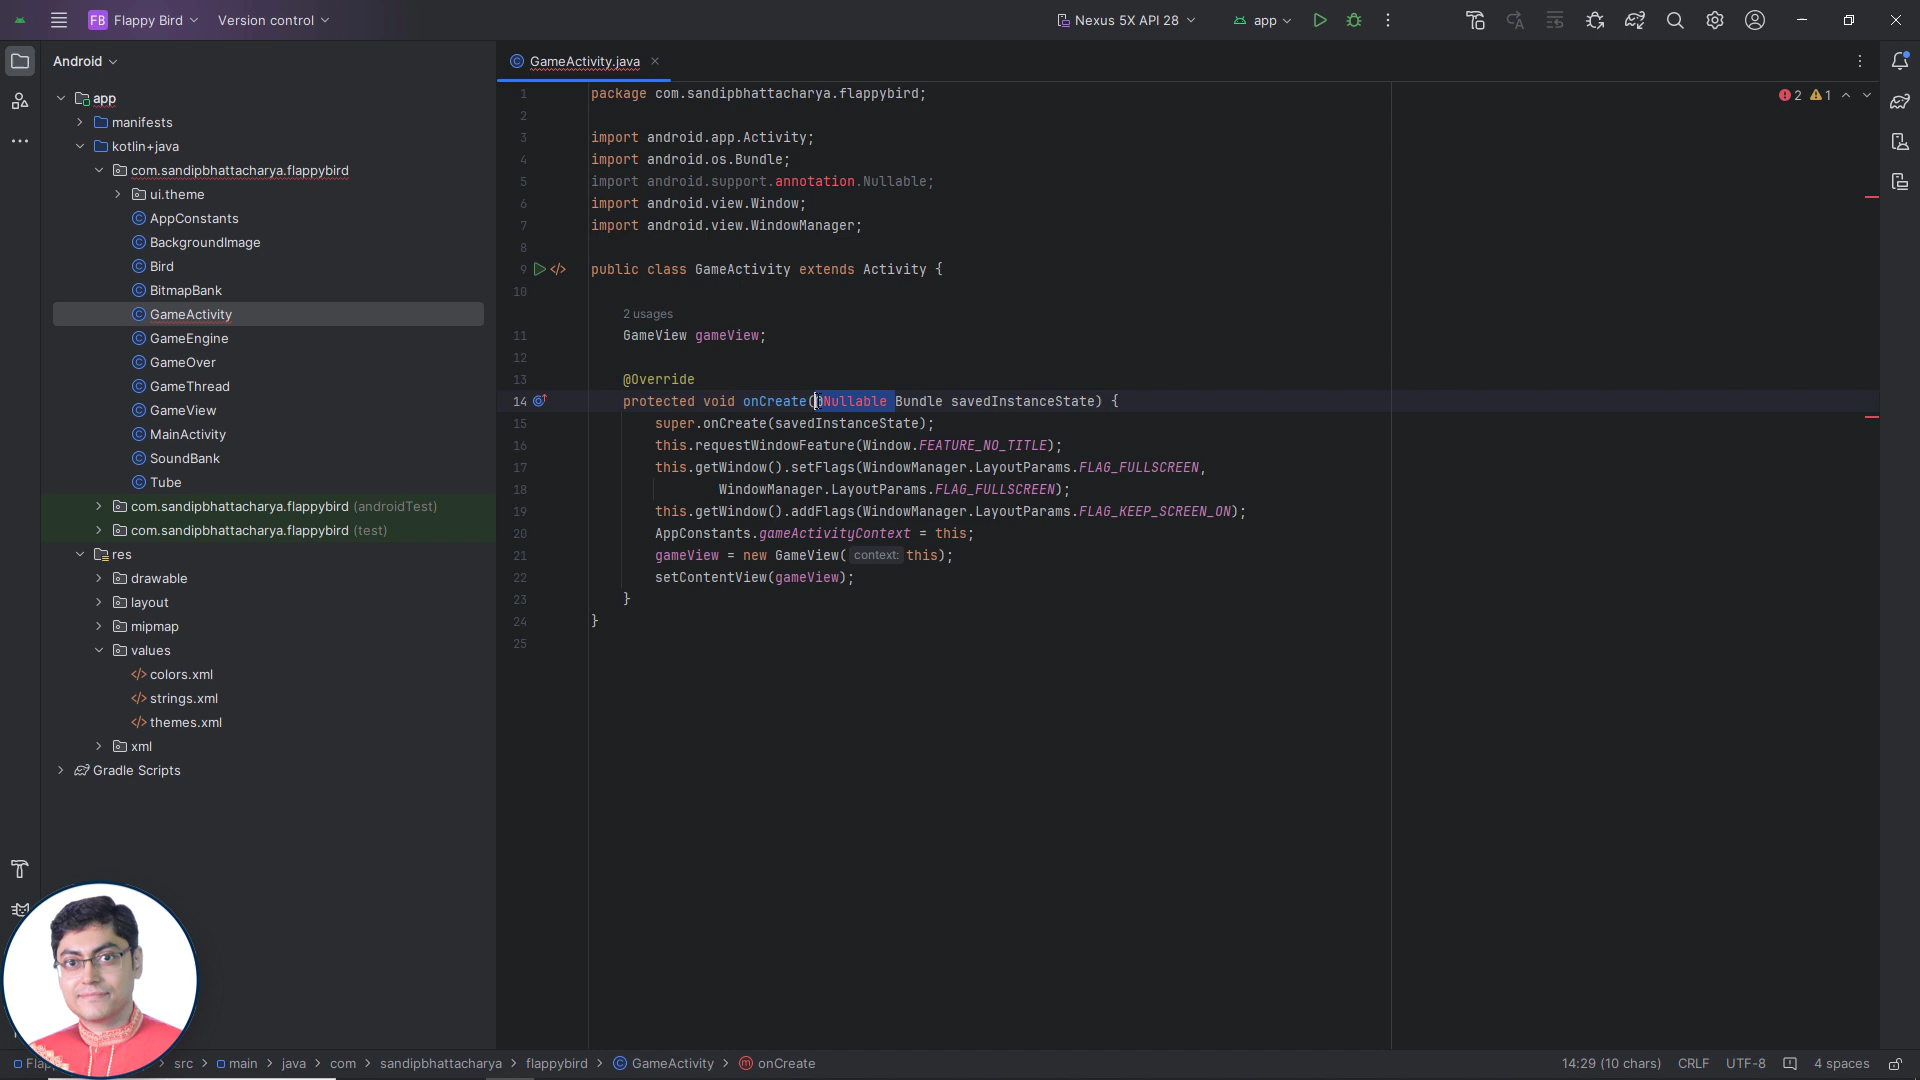 FB Flappy Bird Version control Nexus 5X API 28 app
Android
app
manifests
kotlin+java
com.sandipbhattacharya.flappybird
ui.theme
AppConstants
BackgroundImage
Bird
BitmapBank
GameActivity
GameEngine
GameOver
GameThread
GameView
MainActivity
SoundBank
Tube
com.sandipbhattacharya.flappybird (androidTest)
com.sandipbhattacharya.flappybird (test)
res
drawable
layout
mipmap
values
colors.xml
strings.xml
themes.xml
xml
Gradle Scripts
GameActivity.java
2 1
1 package com.sandipbhattacharya.flappybird;
2
3 import android.app.Activity;
4 import android.os.Bundle;
5 import android.support.annotation.Nullable;
6 import android.view.Window;
7 import android.view.WindowManager;
8
9 public class GameActivity extends Activity {
10
2 usages
11 GameView gameView;
12
13 @Override
14 protected void onCreate(@Nullable Bundle savedInstanceState) {
15 super.onCreate(savedInstanceState);
16 this.requestWindowFeature(Window.FEATURE_NO_TITLE);
17 this.getWindow().setFlags(WindowManager.LayoutParams.FLAG_FULLSCREEN,
18 WindowManager.LayoutParams.FLAG_FULLSCREEN);
19 this.getWindow().addFlags(WindowManager.LayoutParams.FLAG_KEEP_SCREEN_ON);
20 AppConstants.gameActivityContext = this;
21 gameView = new GameView( context: this);
22 setContentView(gameView);
23 }
24 }
25
src > main > java > com > sandipbhattacharya > flappybird > GameActivity > onCreate 14:29 (10 chars) CRLF UTF-8 4 spaces